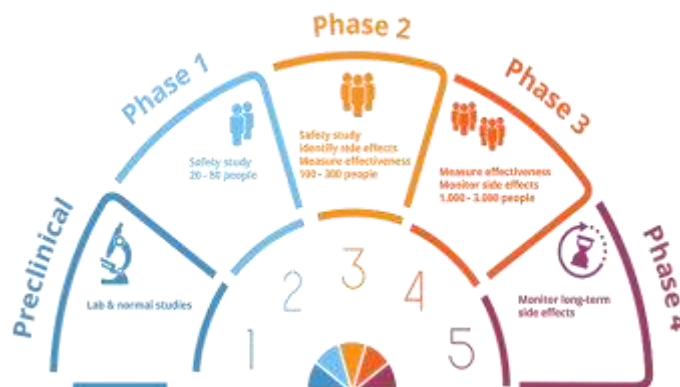 Preclinical
Lab & normal studies
1
Phase 1
Safety study
20 - 80 people
2
Phase 2
Safety study
Identify side effects
Measure effectiveness
100 - 300 people
3
Phase 3
Measure effectiveness
Monitor side effects
1.000 - 3.000 people
4
Phase 4
Monitor long-term
side effects
5